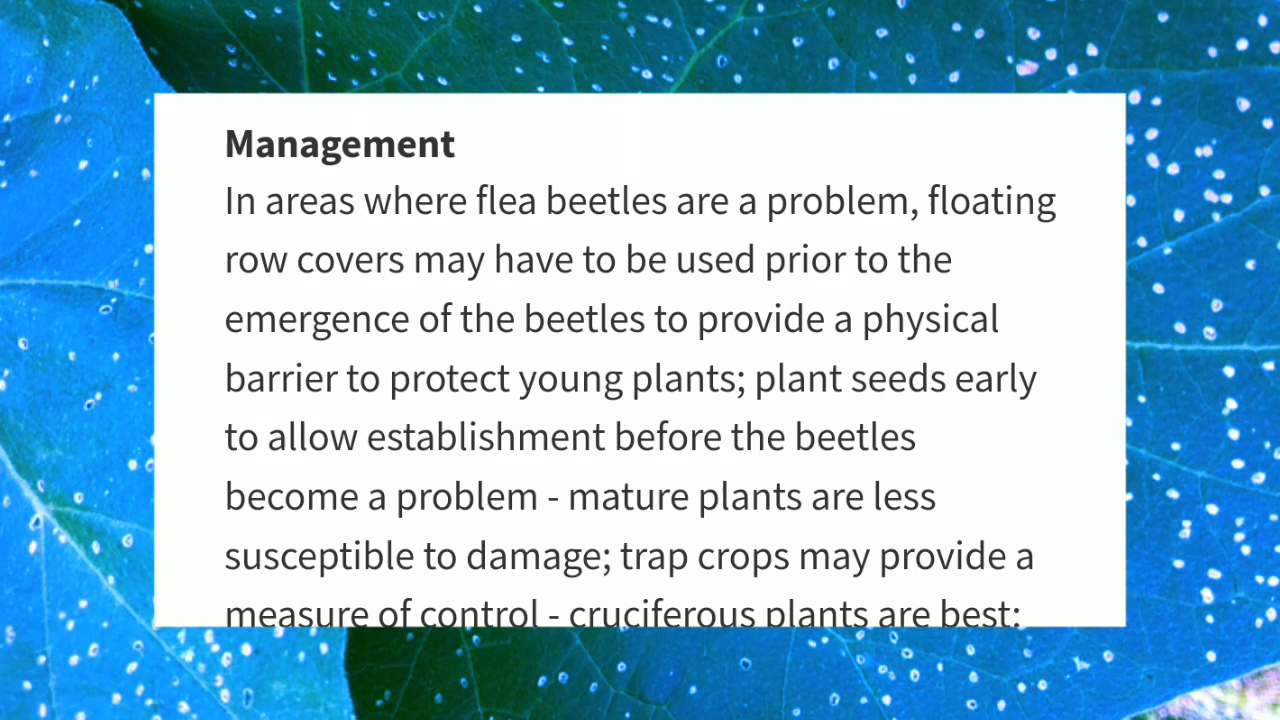 Management
In areas where flea beetles are a problem, floating
row covers may have to be used prior to the
emergence of the beetles to provide a physical
barrier to protect young plants; plant seeds early
to allow establishment before the beetles
become a problem - mature plants are less
susceptible to damage; trap crops may provide a
measure of control - cruciferous plants are best;